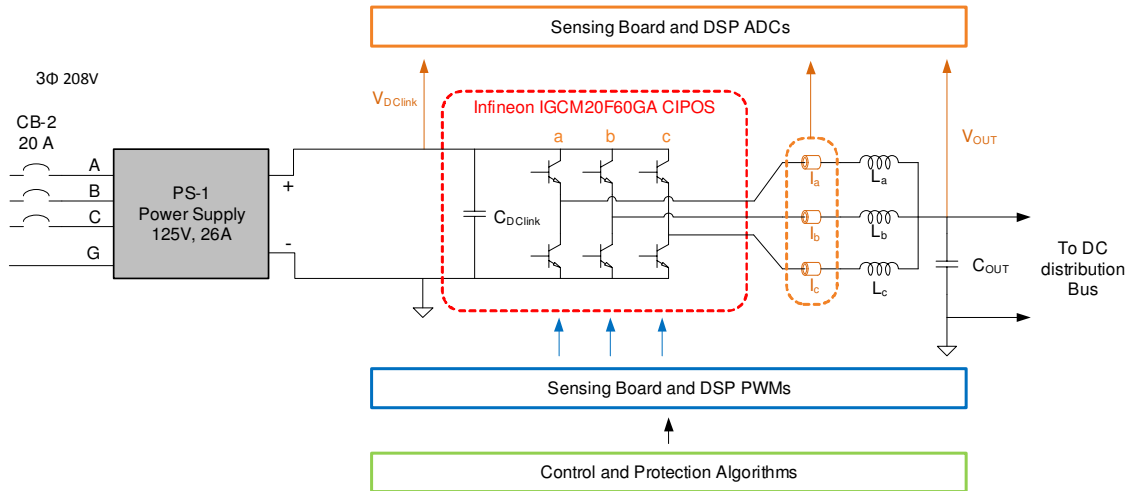 Sensing Board and DSP ADCs
3Φ 208V
CB-2
20 A
A
B
C
G
PS-1
Power Supply
125V, 26A
+
-
VDClink
Infineon IGCM20F60GA CIPOS
a b c
CDClink
Ia
La
Ib
Lb
Ic
Lc
VOUT
COUT
To DC
distribution
Bus
Sensing Board and DSP PWMs
Control and Protection Algorithms